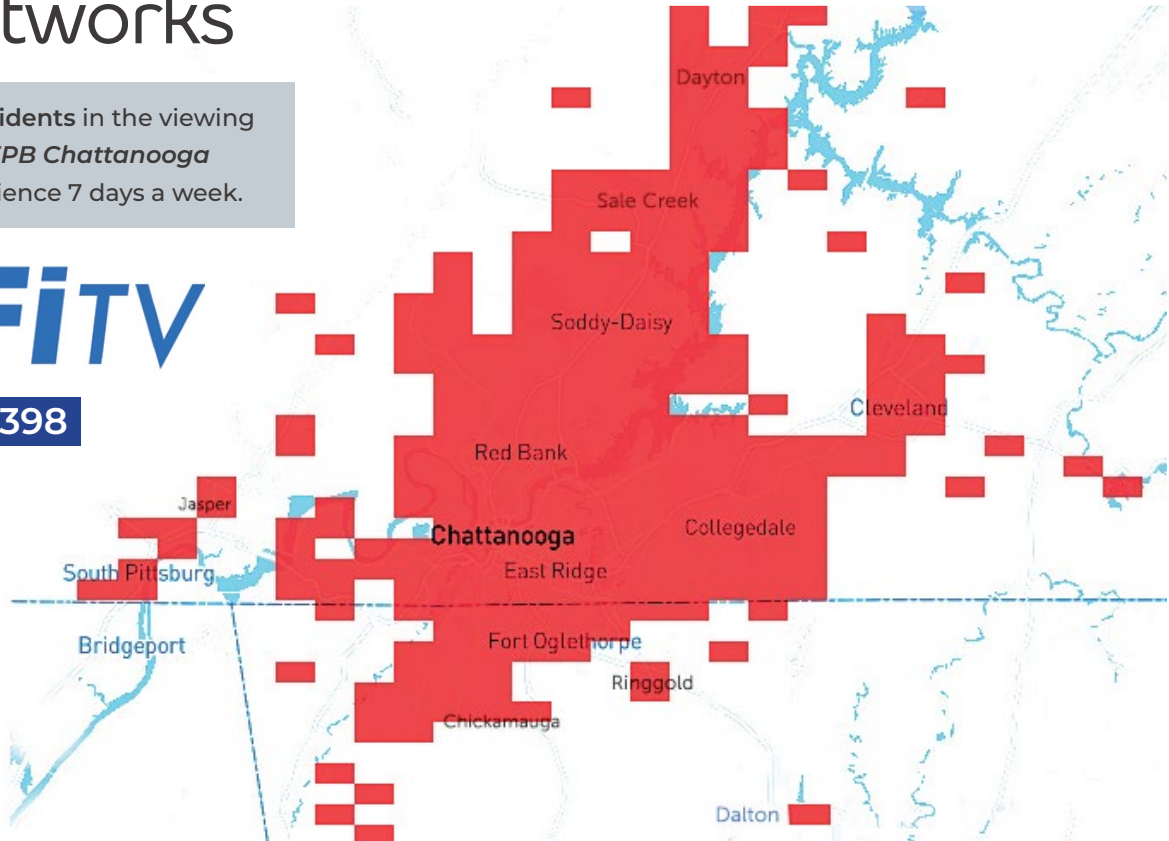 tworks
idents in the viewing
EPB Chattanooga
ience 7 days a week.
FiTV
398
Dayton
Sale Creek
Soddy-Daisy
Cleveland
Red Bank
Jasper
Chattanooga
Collegedale
South Pittsburg
East Ridge
Bridgeport
Fort Oglethorpe
Ringgold
Chickamauga
Dalton